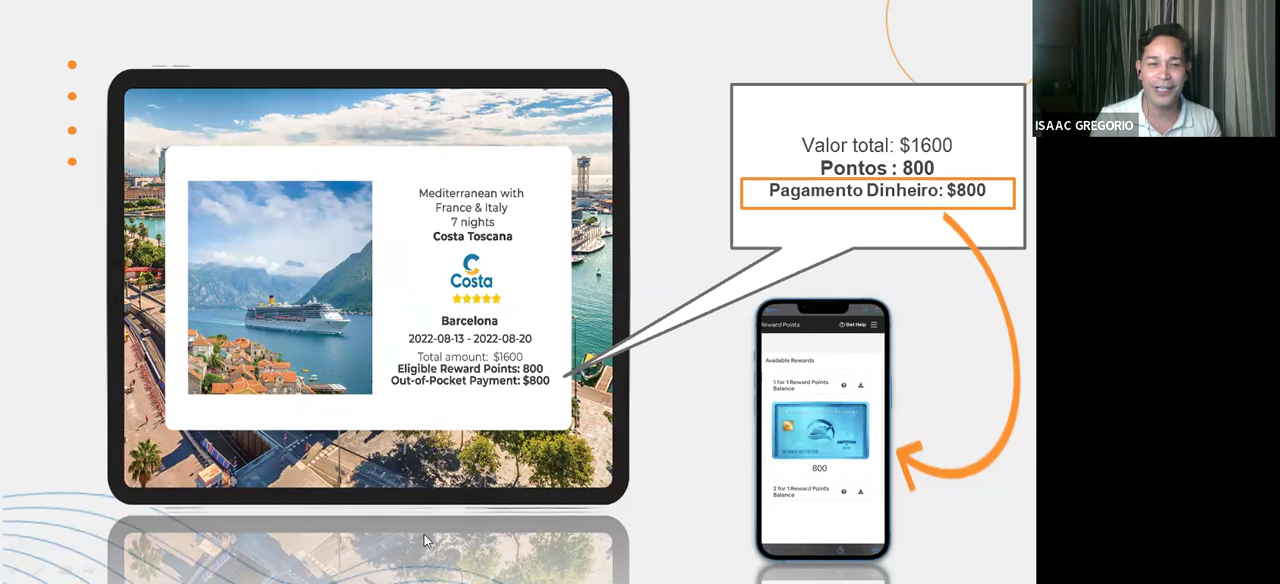 Mediterranean with
France & Italy
7 nights
Costa Toscana
Costa
Barcelona
2022-08-13 - 2022-08-20
Total amount: $1600
Eligible Reward Points: 800
Out-of-Pocket Payment: $800
Valor total: $1600
Pontos : 800
Pagamento Dinheiro: $800
ISAAC GREGORIO
Reward Points
Get Help
Available Rewards
1 for 1 Reward Points
Balance
800
2 for 1 Reward Points
Balance